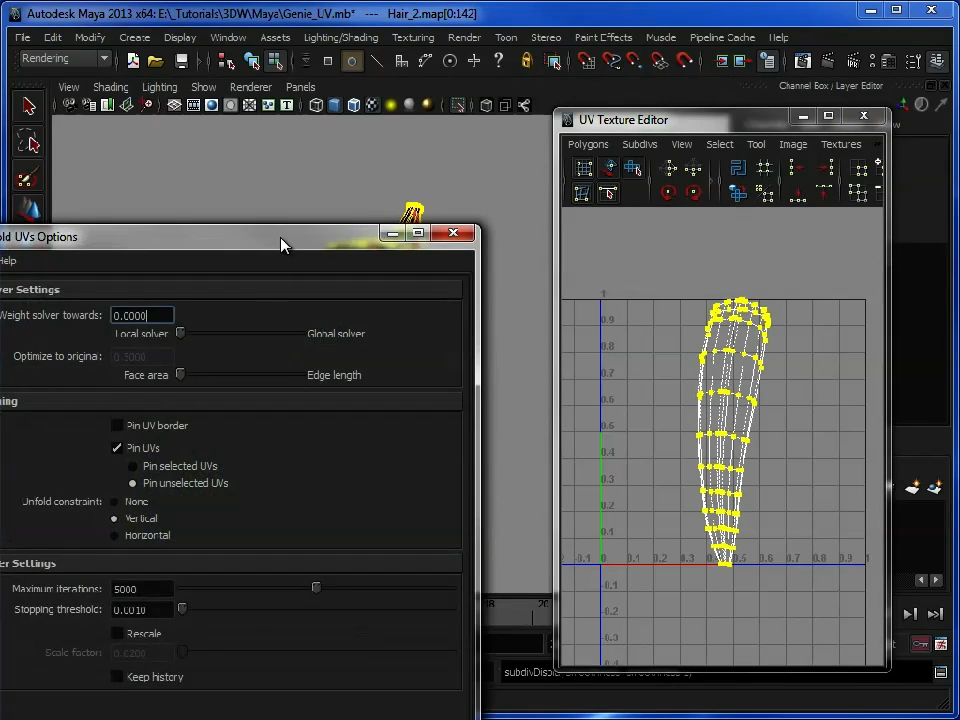 Autodesk Maya 2013 x64: E:\_Tutorials\3DW\Maya\Genie_UV.mb* --- Hair_2.map[0:142]
File Edit Modify Create Display Window Assets Lighting/Shading Texturing Render Toon Stereo Paint Effects Muscle Pipeline Cache Help
Rendering
View Shading Lighting Show Renderer Panels
Channel Box / Layer Editor
UV Texture Editor
Polygons Subdivs View Select Tool Image Textures
old UVs Options
Help
ver Settings
Weight solver towards: 0.0000
Local solver Global solver
Optimize to original: 0.5000
Face area Edge length
ning
Pin UV border
Pin UVs
Pin selected UVs
Pin unselected UVs
Unfold constraint: None
Vertical
Horizontal
er Settings
Maximum iterations: 5000
Stopping threshold: 0.0010
Rescale
Scale factor: 0.0200
Keep history
1
0.9
0.8
0.7
0.6
0.5
0.4
0.3
0.2
0.1
-0.1 0 0.1 0.2 0.3 0.4 0.5 0.6 0.7 0.8 0.9 1
-0.1
-0.2
-0.3
-0.4
20